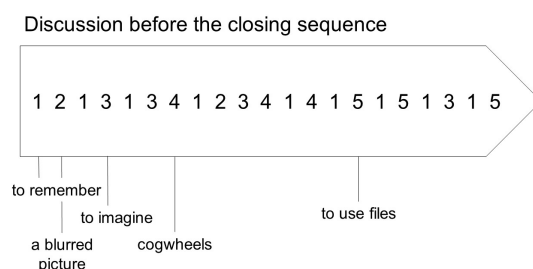 Discussion before the closing sequence
1 2 1 3 1 3 4 1 2 3 4 1 4 1 5 1 5 1 3 1 5
to remember
to imagine
to use files
a blurred
picture
cogwheels